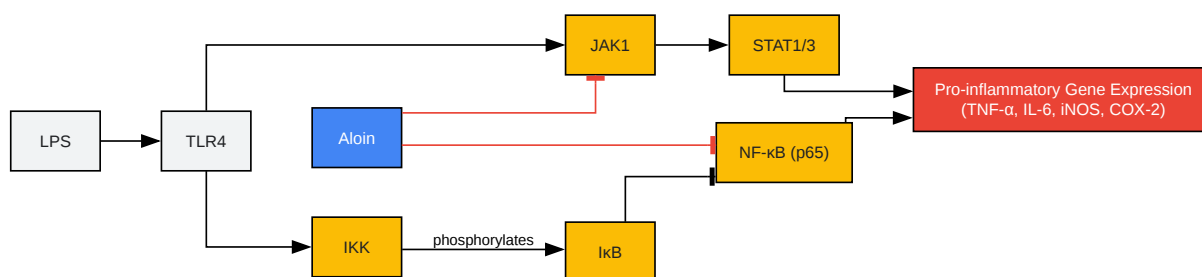 JAK1
STAT1/3
Pro-inflammatory Gene Expression
(TNF-α, IL-6, iNOS, COX-2)
LPS
TLR4
Aloin
NF-κB (p65)
IKK
phosphorylates
IκB